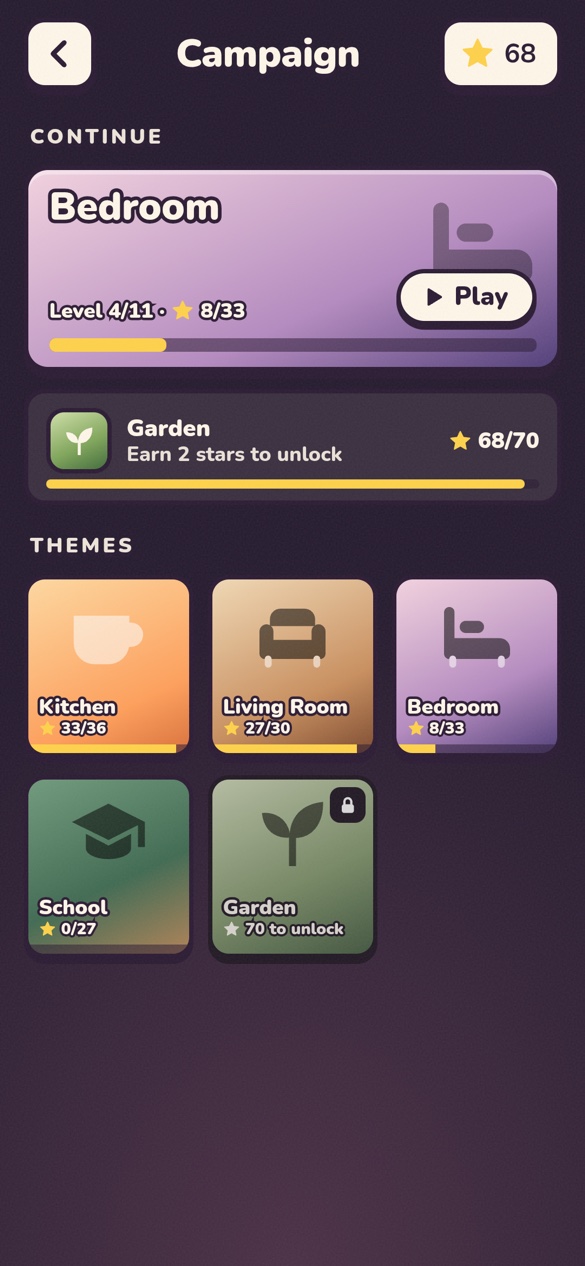 Campaign
68
CONTINUE
Bedroom
Level 4/11 • 8/33
Play
Garden
Earn 2 stars to unlock
68/70
THEMES
Kitchen
33/36
Living Room
27/30
Bedroom
8/33
School
0/27
Garden
70 to unlock